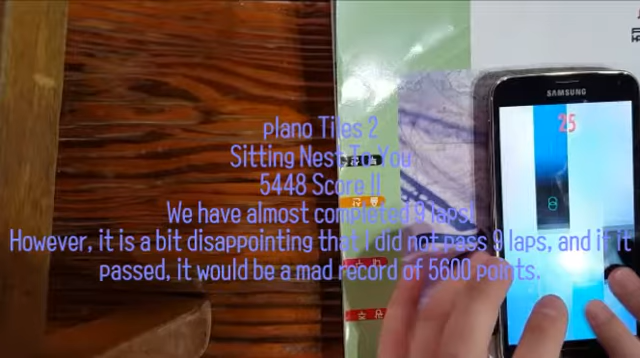 SAMSUNG
25
piano Tiles 2
Sitting Nest To You
5448 Score !!
We have almost completed 9 laps!
However, it is a bit disappointing that I did not pass 9 laps, and if it
passed, it would be a mad record of 5600 points.